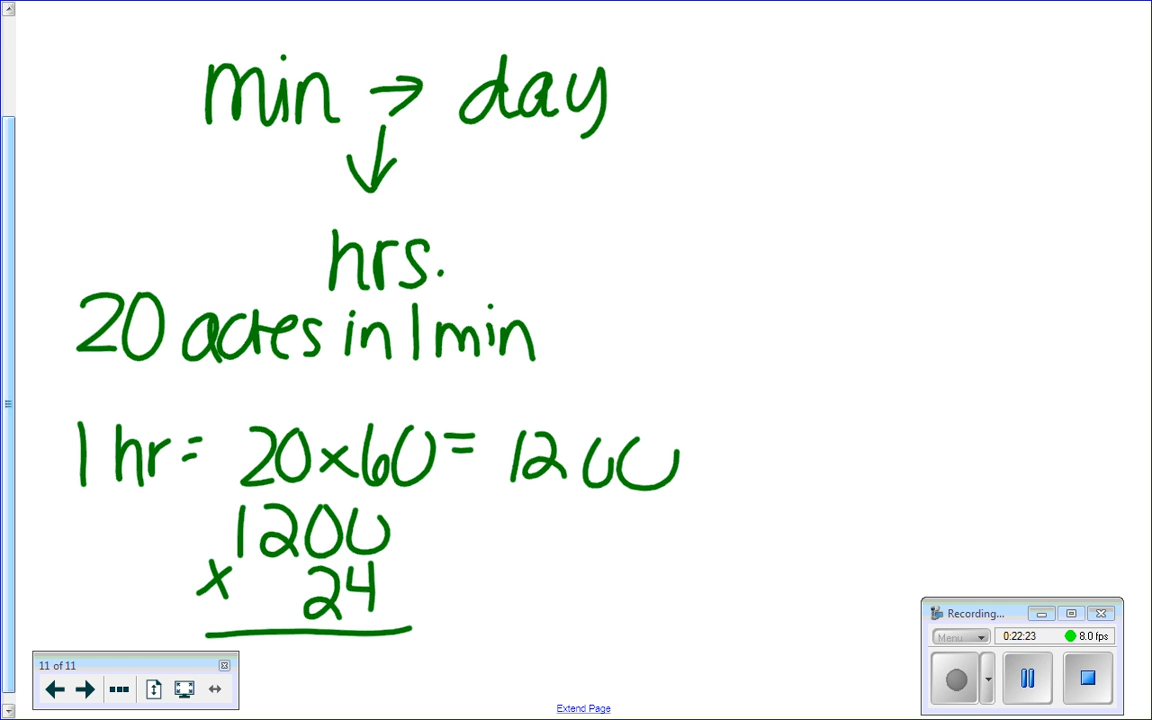 min → day
↓
hrs.
20 acres in 1 min
1 hr = 20 x 60 = 1200
1200
x 24
Recording...
Menu
0:22:23
8.0 fps
11 of 11
Extend Page